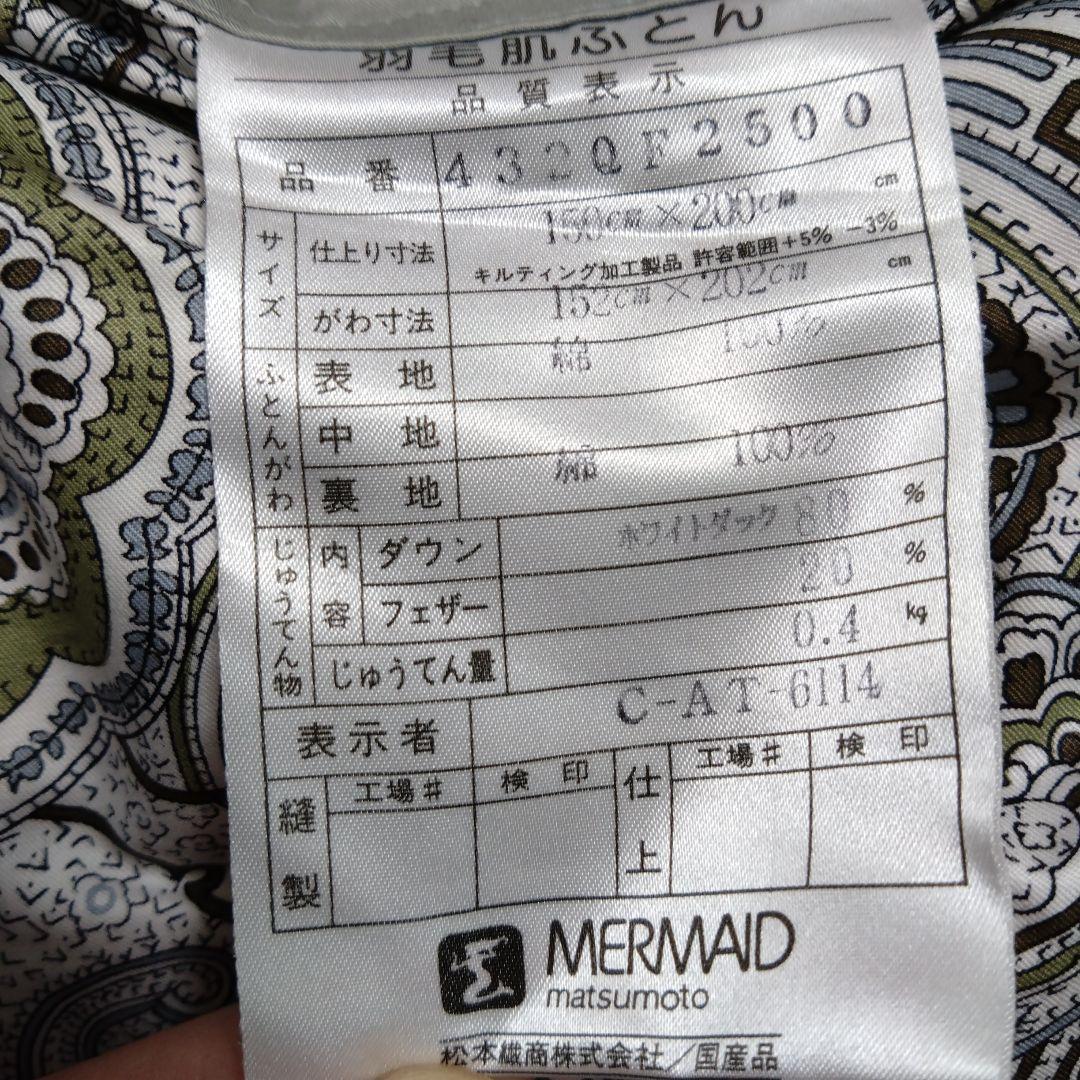 羽毛肌ふとん
品質表示
品番 432QF2500
サイズ 仕上り寸法 150cm×200cm cm
キルティング加工製品 許容範囲+5% -3%
がわ寸法 152cm×202cm cm
ふとんがわ 表地 綿 100%
中地
裏地 綿 100%
じゅうてん物 内容 ダウン ホワイトダック 80 %
フェザー 20 %
じゅうてん量 0.4 kg
表示者 C-AT-6114
縫製 工場# 検印 仕上 工場# 検印
MERMAID
matsumoto
松本繊商株式会社/国産品